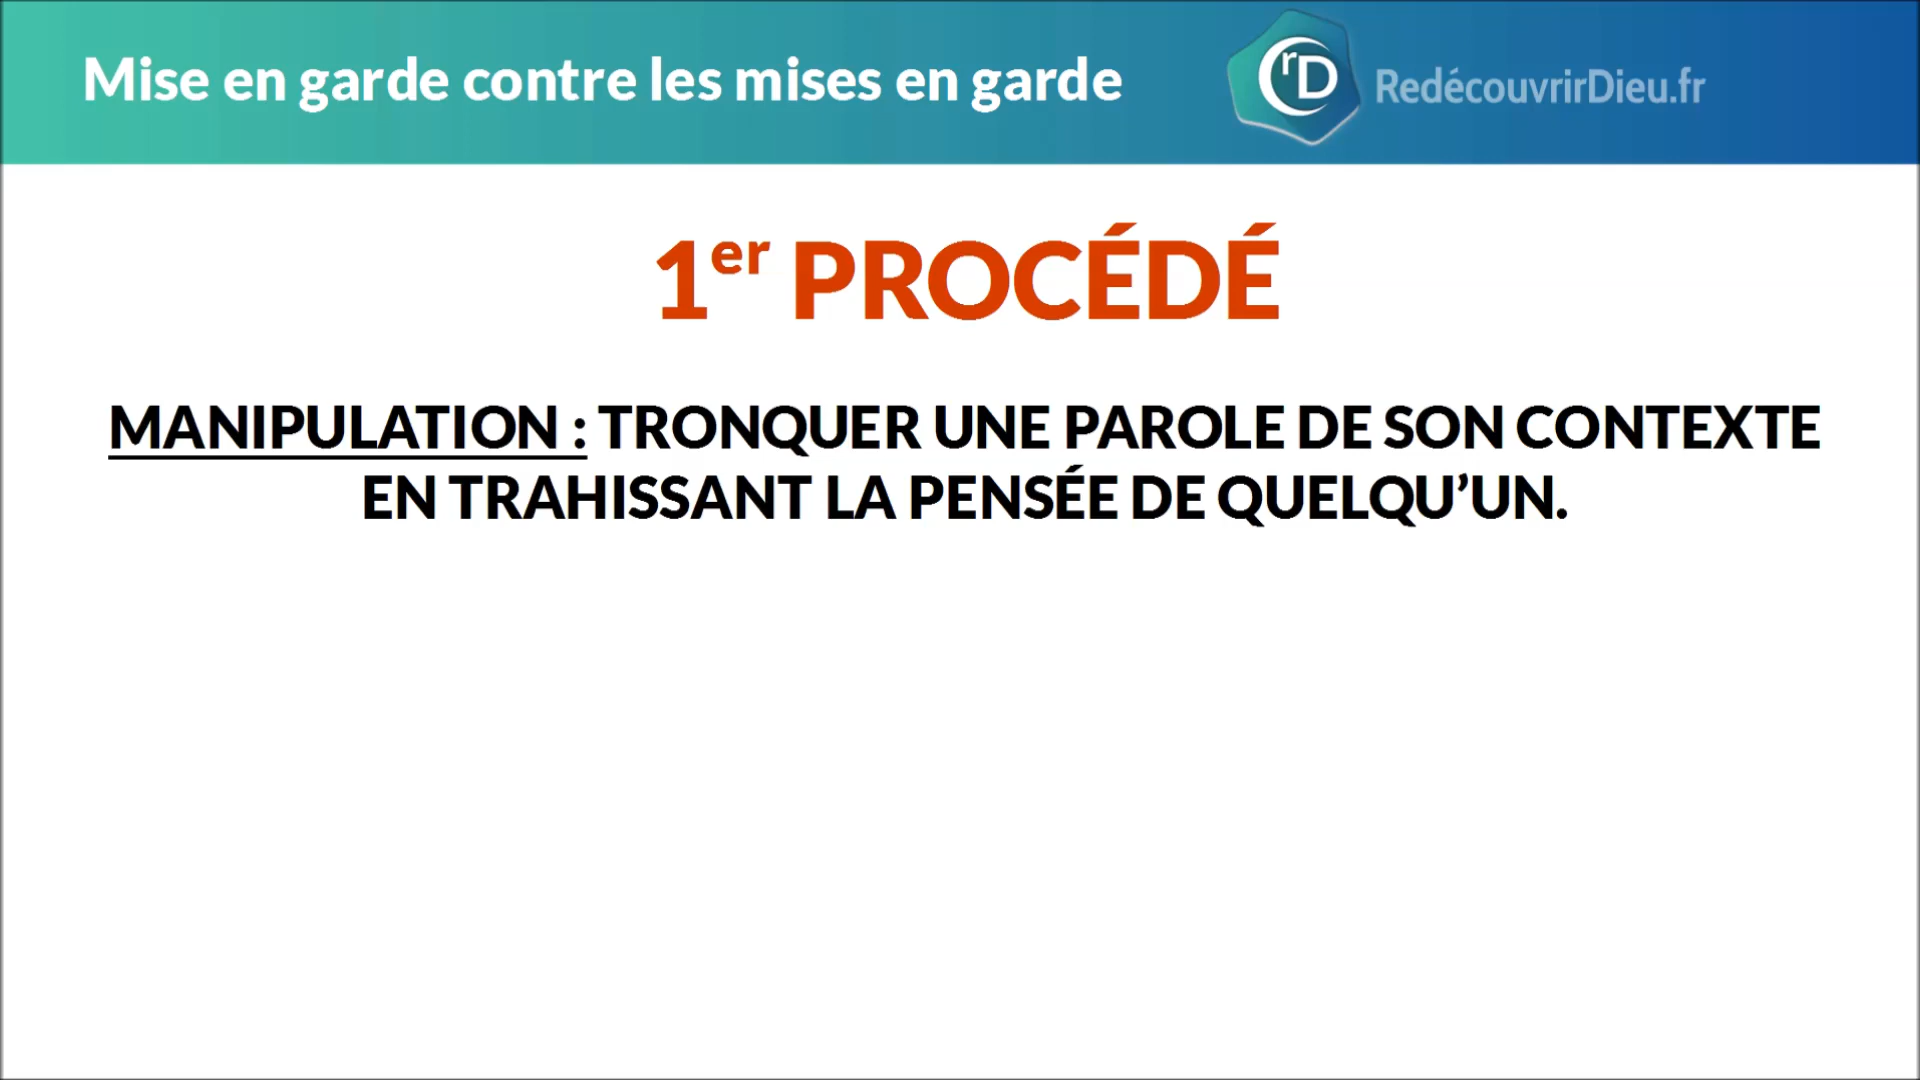 Mise en garde contre les mises en garde
rD
RedécouvrirDieu.fr
1er PROCÉDÉ
MANIPULATION : TRONQUER UNE PAROLE DE SON CONTEXTE
EN TRAHISSANT LA PENSÉE DE QUELQU’UN.